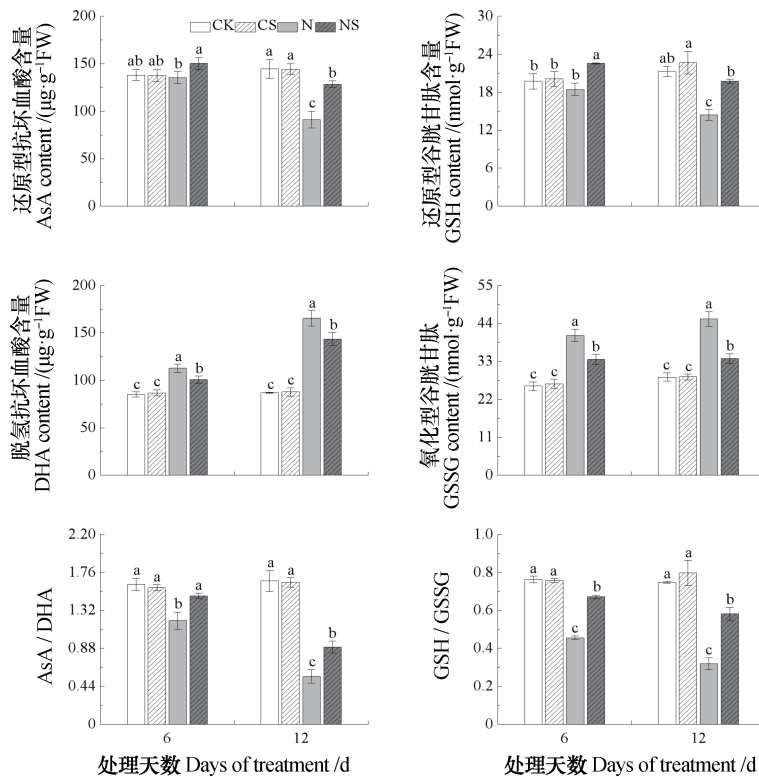 CK CS N NS
还原型抗坏血酸含量
AsA content /(μg·g⁻¹FW)
200
150
100
50
0
ab ab b a
a a c b
还原型谷胱甘肽含量
GSH content /(nmol·g⁻¹FW)
30
24
18
12
6
0
b b b a
ab a c b
脱氢抗坏血酸含量
DHA content /(μg·g⁻¹FW)
200
150
100
50
0
c c a b
c c a b
氧化型谷胱甘肽
GSSG content /(nmol·g⁻¹FW)
55
44
33
22
11
0
c c a b
c c a b
AsA / DHA
2.20
1.76
1.32
0.88
0.44
0
a a b a
a a c b
6 12
处理天数 Days of treatment /d
GSH / GSSG
1.0
0.8
0.6
0.4
0.2
0
a a c b
a a c b
6 12
处理天数 Days of treatment /d